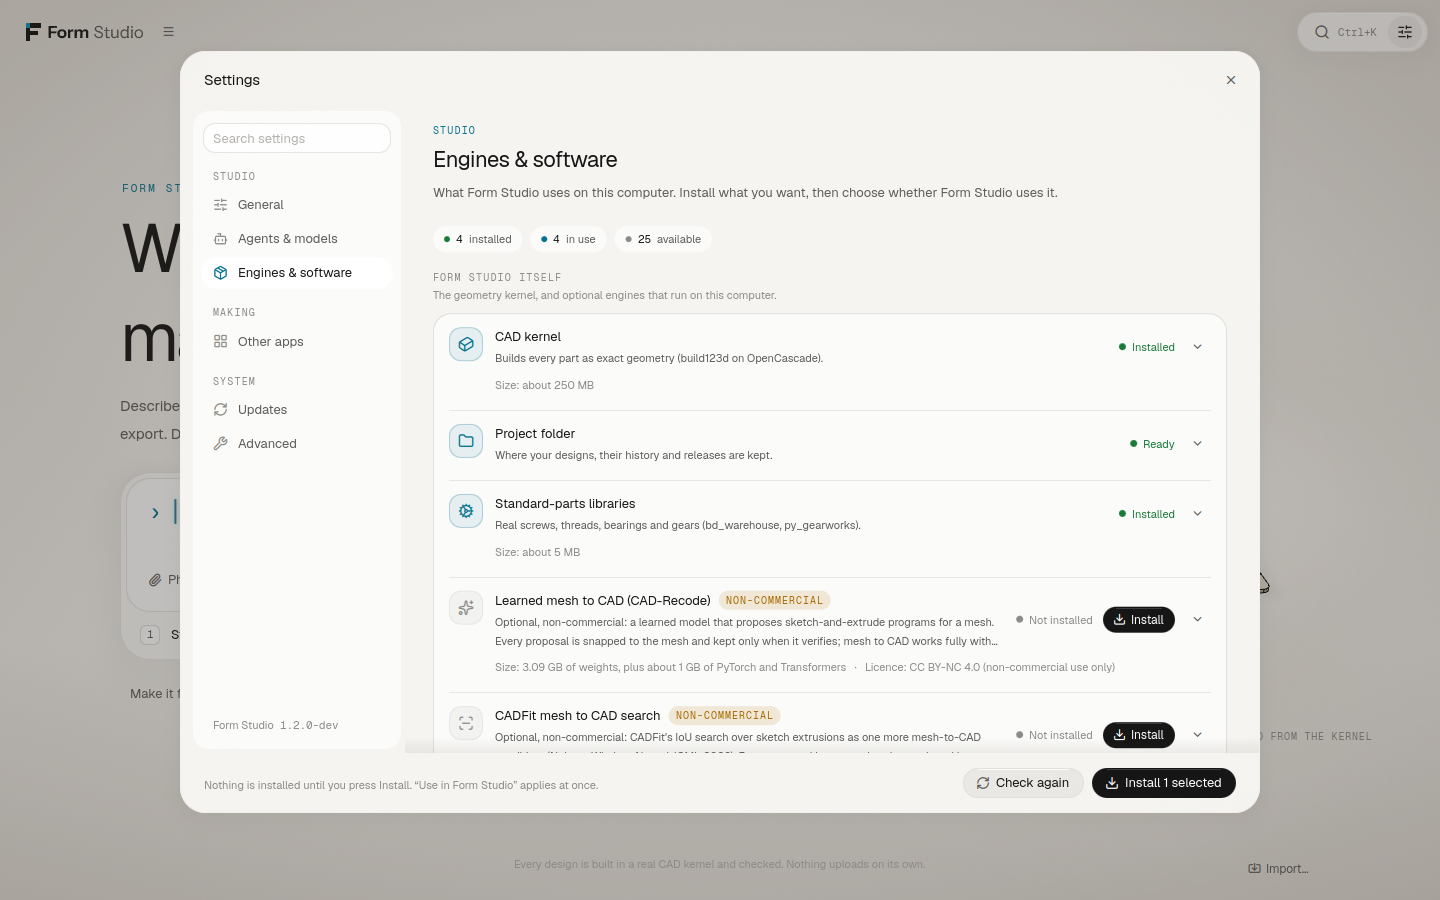 Form Studio
Ctrl+K
Settings
Search settings
STUDIO
General
Agents & models
Engines & software
MAKING
Other apps
SYSTEM
Updates
Advanced
Form Studio 1.2.0-dev
STUDIO
Engines & software
What Form Studio uses on this computer. Install what you want, then choose whether Form Studio uses it.
4 installed
4 in use
25 available
FORM STUDIO ITSELF
The geometry kernel, and optional engines that run on this computer.
CAD kernel
Builds every part as exact geometry (build123d on OpenCascade).
Size: about 250 MB
Installed
Project folder
Where your designs, their history and releases are kept.
Ready
Standard-parts libraries
Real screws, threads, bearings and gears (bd_warehouse, py_gearworks).
Size: about 5 MB
Installed
Learned mesh to CAD (CAD-Recode) NON-COMMERCIAL
Optional, non-commercial: a learned model that proposes sketch-and-extrude programs for a mesh.
Every proposal is snapped to the mesh and kept only when it verifies; mesh to CAD works fully with…
Size: 3.09 GB of weights, plus about 1 GB of PyTorch and Transformers · Licence: CC BY-NC 4.0 (non-commercial use only)
Not installed
Install
CADFit mesh to CAD search NON-COMMERCIAL
Optional, non-commercial: CADFit's IoU search over sketch extrusions as one more mesh-to-CAD
Not installed
Install
Nothing is installed until you press Install. “Use in Form Studio” applies at once.
Check again
Install 1 selected
FORM ST
W
ma
Describe
export. D
Ph
1 S
Make it f
FROM THE KERNEL
Every design is built in a real CAD kernel and checked. Nothing uploads on its own.
Import…